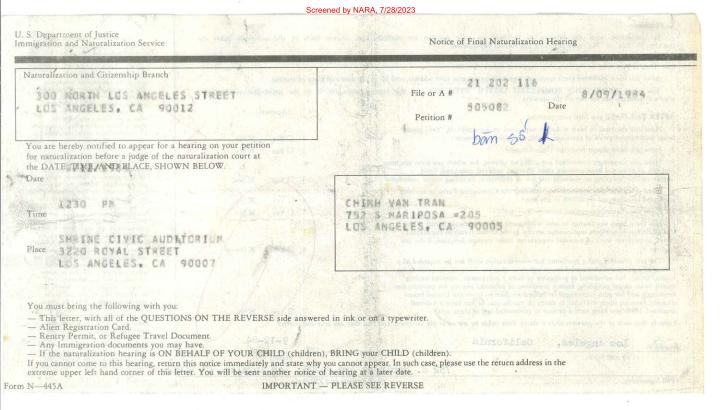 Screened by NARA, 7/28/2023
U. S. Department of Justice
Immigration and Naturalization Service
Notice of Final Naturalization Hearing
Naturalization and Citizenship Branch
300 NORTH LOS ANGELES STREET
LOS ANGELES, CA 90012
File or A # 21 202 116
8/09/1984
Date
Petition # 505082
bản số 1
You are hereby notified to appear for a hearing on your petition
for naturalization before a judge of the naturalization court at
the DATE, TIME AND PLACE, SHOWN BELOW.
Date
Time 1230 PM
CHINH VAN TRAN
752 S MARIPOSA #205
LOS ANGELES, CA 90005
Place SHRINE CIVIC AUDITORIUM
3220 ROYAL STREET
LOS ANGELES, CA 90007
You must bring the following with you:
— This letter, with all of the QUESTIONS ON THE REVERSE side answered in ink or on a typewriter.
— Alien Registration Card.
— Rentry Permit, or Refugee Travel Document.
— Any Immigration documents you may have.
— If the naturalization hearing is ON BEHALF OF YOUR CHILD (children), BRING your CHILD (children).
If you cannot come to this hearing, return this notice immediately and state why you cannot appear. In such case, please use the return address in the
extreme upper left hand corner of this letter. You will be sent another notice of hearing at a later date.
Form N—445A
IMPORTANT — PLEASE SEE REVERSE